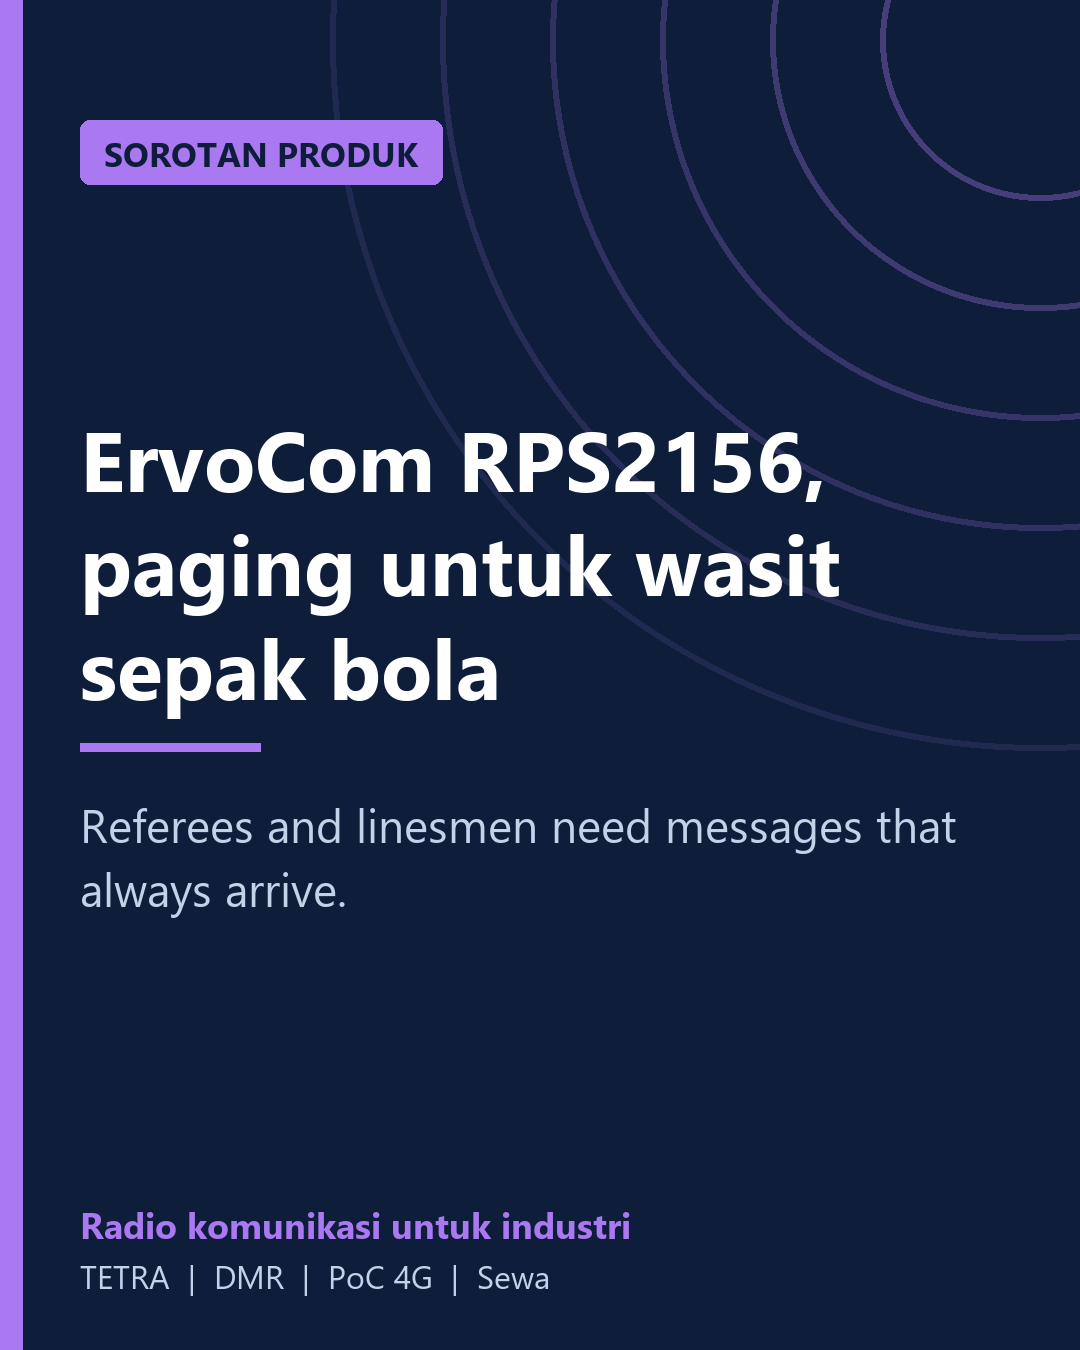 SOROTAN PRODUK
ErvoCom RPS2156,
paging untuk wasit
sepak bola
Referees and linesmen need messages that
always arrive.
Radio komunikasi untuk industri
TETRA | DMR | PoC 4G | Sewa